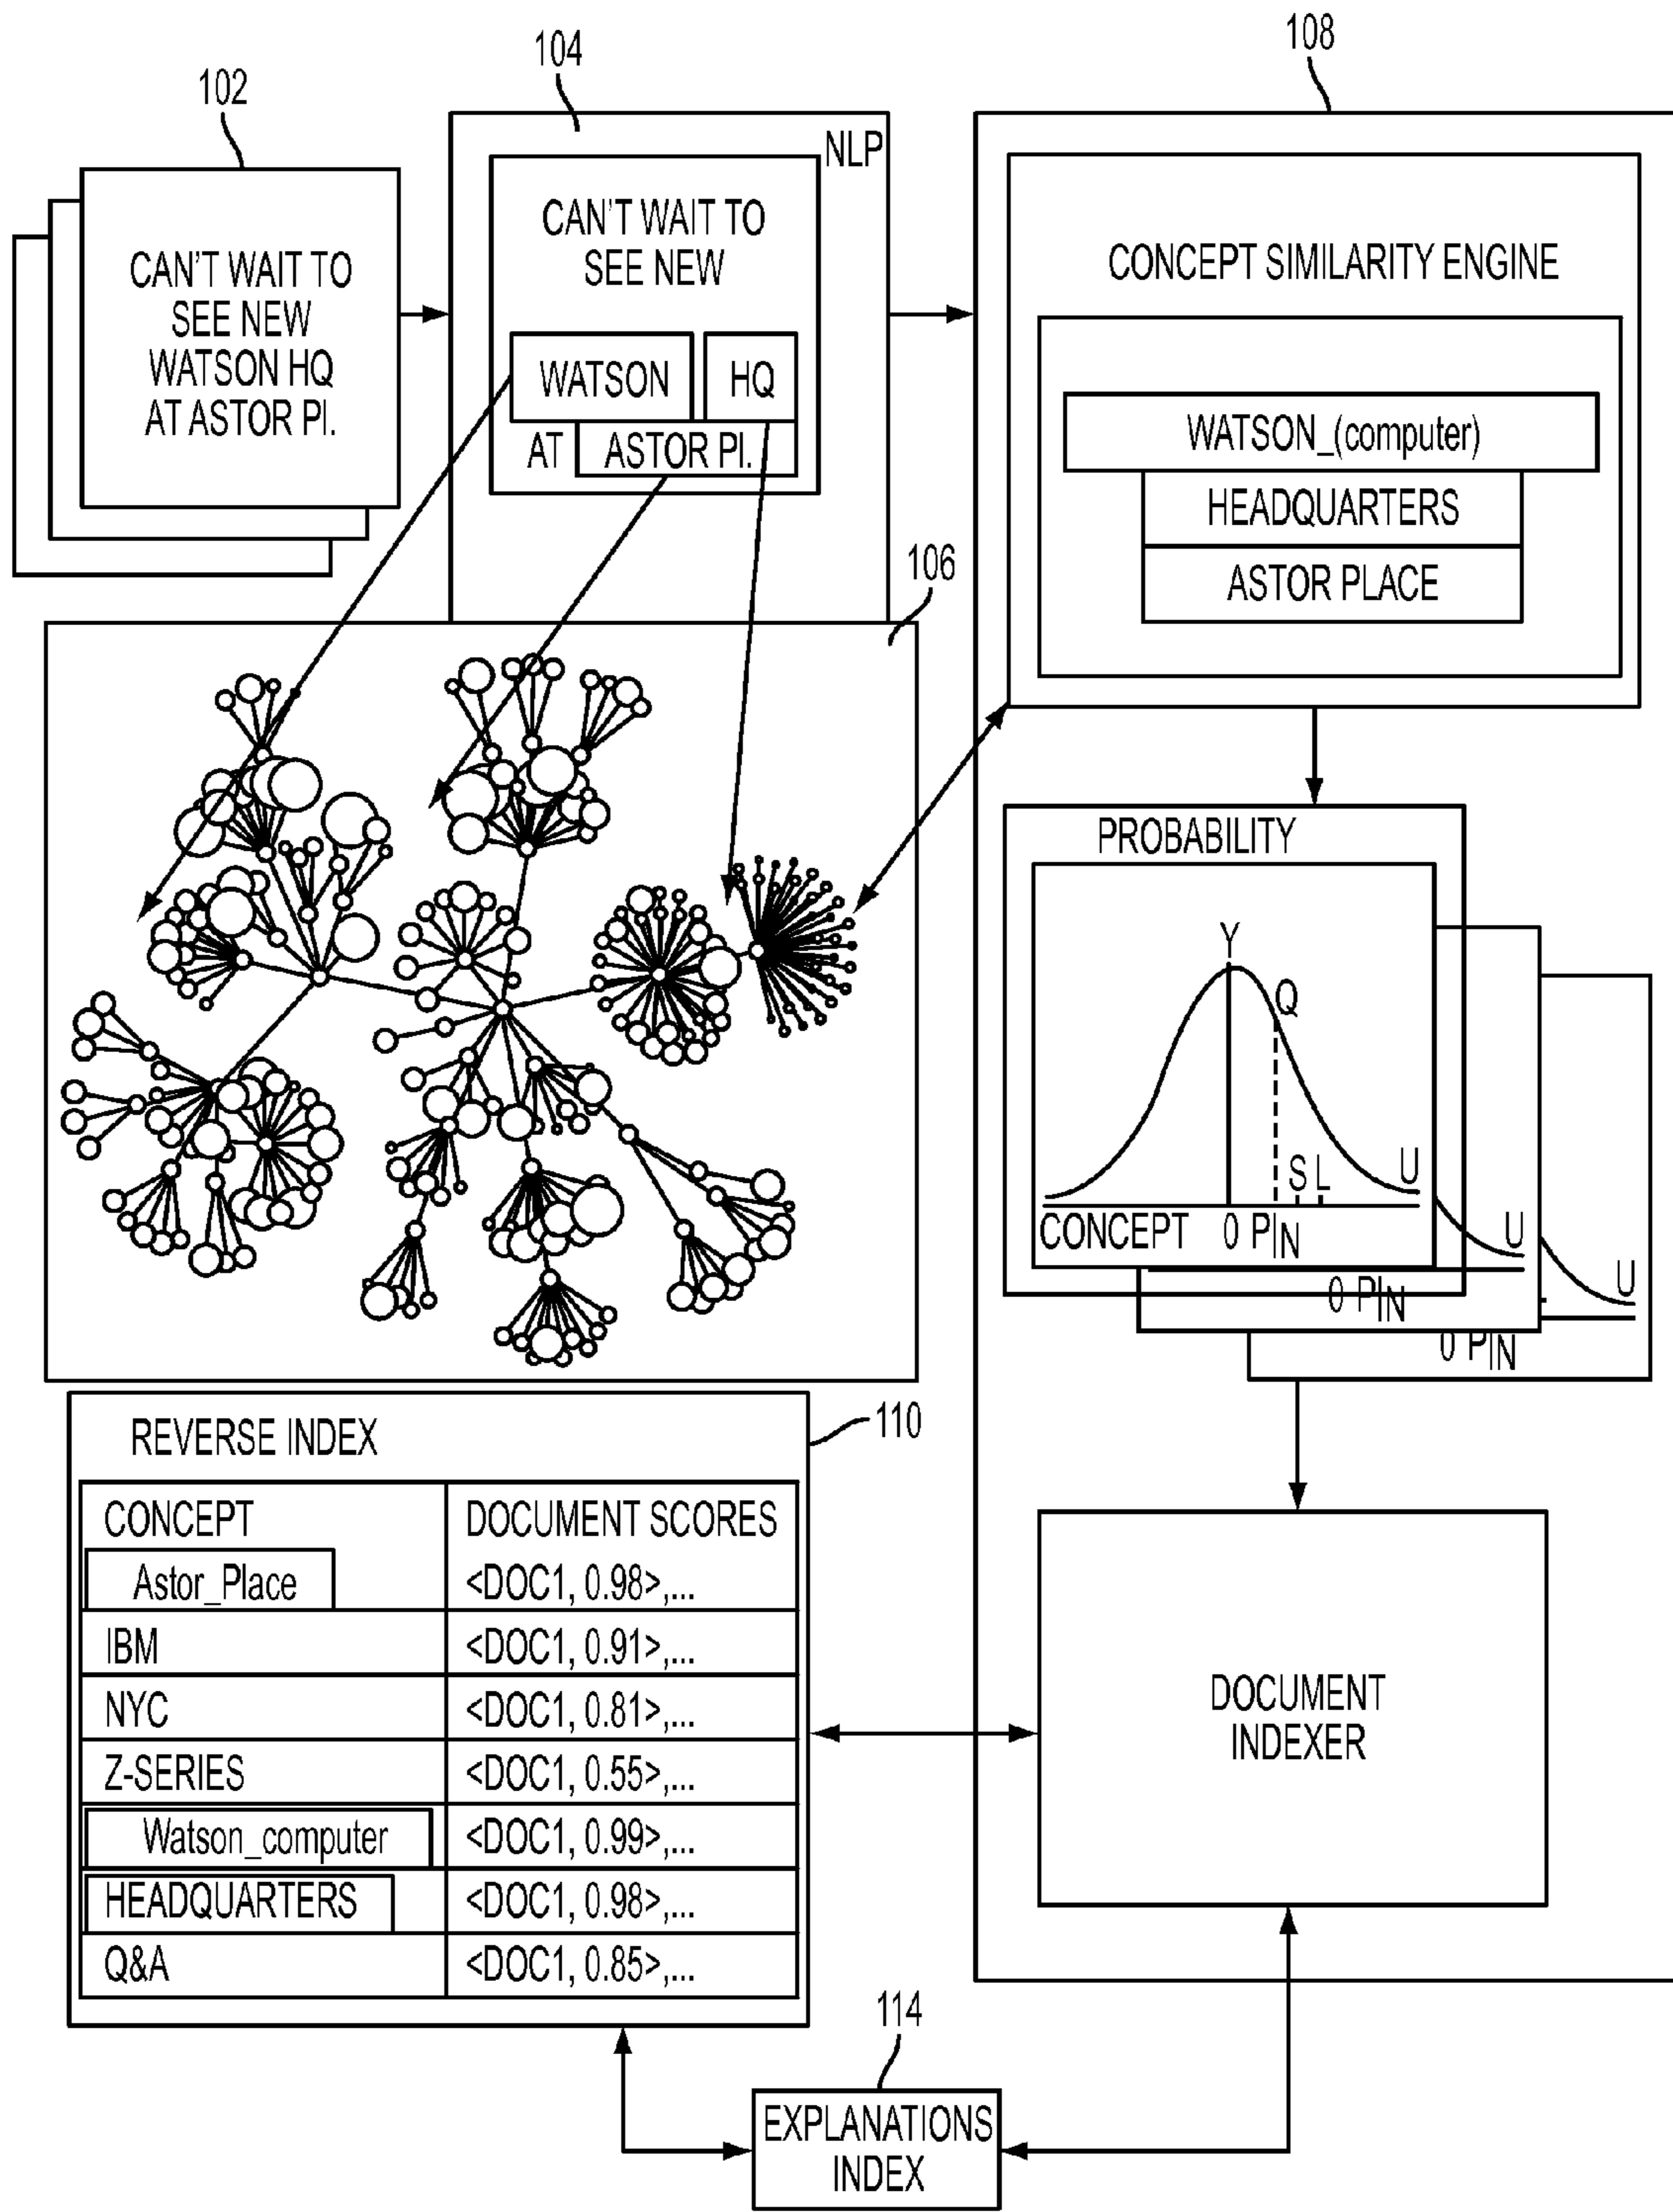 108
104
102
NLP
CAN'T WAIT TO
SEE NEW
WATSON HQ
AT ASTOR Pl.
CAN'T WAIT TO
SEE NEW
WATSON
HQ
AT
ASTOR Pl.
CONCEPT SIMILARITY ENGINE
WATSON_(computer)
HEADQUARTERS
ASTOR PLACE
106
PROBABILITY
Y
Q
S L
U
CONCEPT
0 PIN
U
0 PIN
U
0 PIN
110
REVERSE INDEX
CONCEPT DOCUMENT SCORES
Astor_Place <DOC1, 0.98>,...
IBM <DOC1, 0.91>,...
NYC <DOC1, 0.81>,...
Z-SERIES <DOC1, 0.55>,...
Watson_computer <DOC1, 0.99>,...
HEADQUARTERS <DOC1, 0.98>,...
Q&A <DOC1, 0.85>,...
DOCUMENT
INDEXER
114
EXPLANATIONS
INDEX